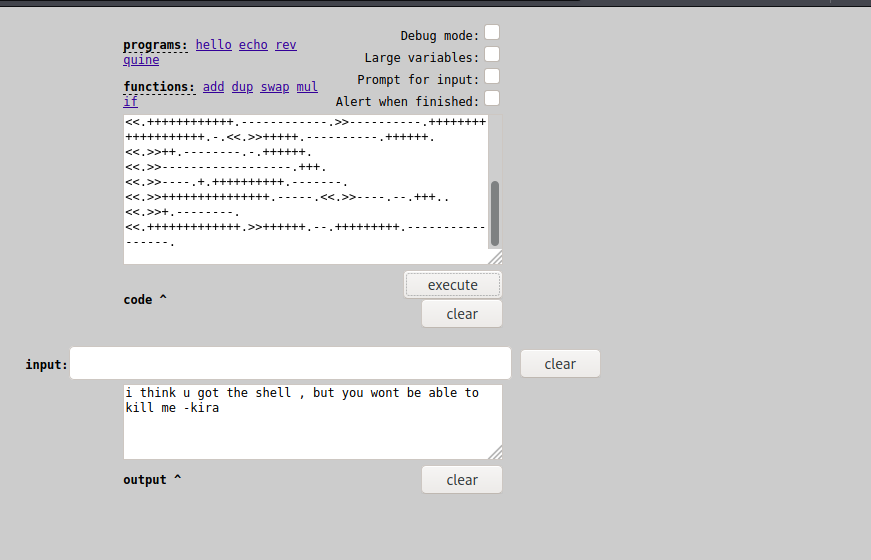 programs: hello echo rev
quine
functions: add dup swap mul
if
Debug mode:
Large variables:
Prompt for input:
Alert when finished:
<<.++++++++++++.------------.>>----------.++++++++
+++++++++++.-.<<.>>+++++.----------.++++++.
<<.>>++.--------.-.++++++.
<<.>>------------------.+++.
<<.>>----.+.++++++++++.-------.
<<.>>+++++++++++++++.-----.<<.>>----.--.+++..
<<.>>+.--------.
<<.+++++++++++++.>>++++++.--.+++++++++.-----------
------.
execute
code ^
clear
input:
clear
i think u got the shell , but you wont be able to
kill me -kira
output ^
clear